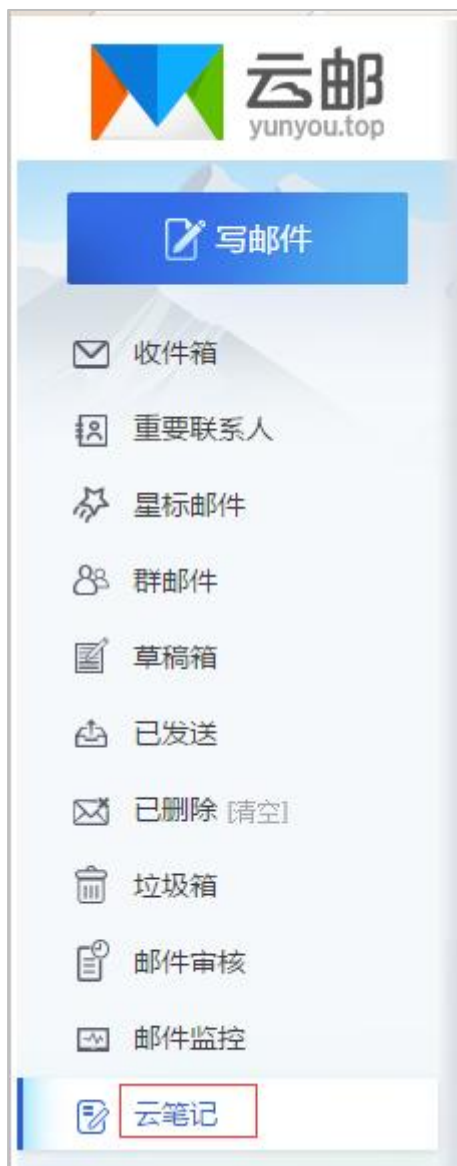 云邮
yunyou.top
写邮件
收件箱
重要联系人
星标邮件
群邮件
草稿箱
已发送
已删除 [清空]
垃圾箱
邮件审核
邮件监控
云笔记